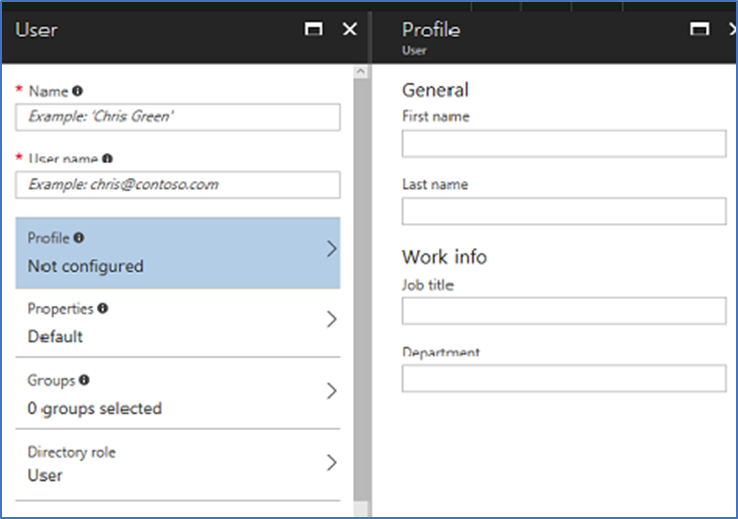 User
* Name
Example: 'Chris Green'
* User name
Example: chris@contoso.com
Profile
Not configured
Properties
Default
Groups
0 groups selected
Directory role
User
Profile
User
General
First name
Last name
Work info
Job title
Department